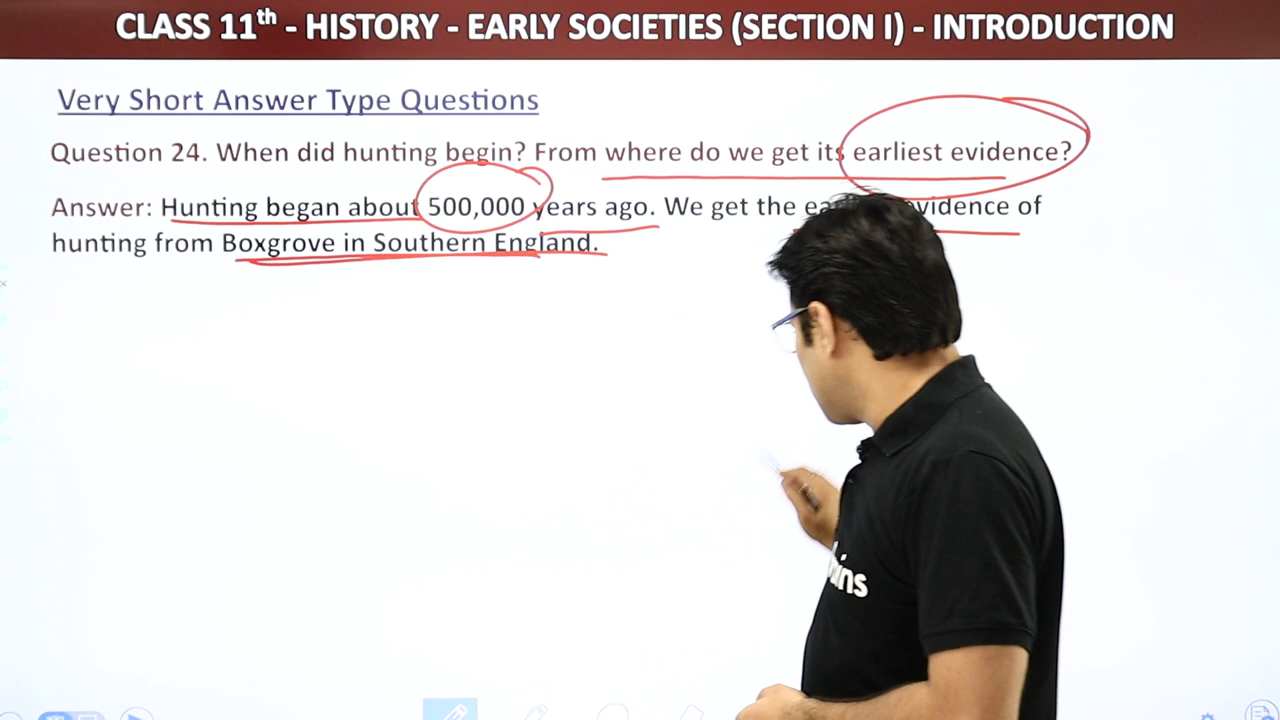 CLASS 11th - HISTORY - EARLY SOCIETIES (SECTION I) - INTRODUCTION
Very Short Answer Type Questions
Question 24. When did hunting begin? From where do we get its earliest evidence?
Answer: Hunting began about 500,000 years ago. We get the evidence of
hunting from Boxgrove in Southern England.